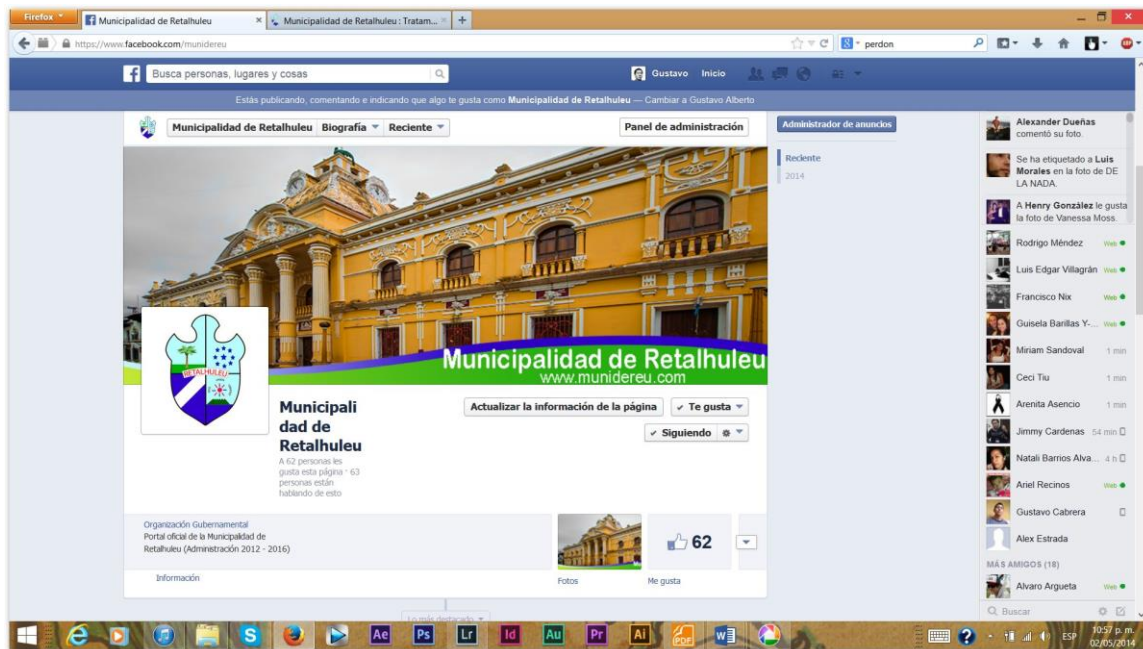 Firefox
Municipalidad de Retalhuleu
Municipalidad de Retalhuleu : Tratam...
https://www.facebook.com/munidereu
perdon
Busca personas, lugares y cosas
Gustavo Inicio
Estás publicando, comentando e indicando que algo te gusta como Municipalidad de Retalhuleu — Cambiar a Gustavo Alberto
Municipalidad de Retalhuleu Biografía Reciente
Panel de administración
Administrador de anuncios
Reciente
2014
Municipalidad de Retalhuleu
www.munidereu.com
RETALHULEU
Municipali
dad de
Retalhuleu
A 62 personas les
gusta esta página · 63
personas están
hablando de esto
Actualizar la información de la página
Te gusta
Siguiendo
Organización Gubernamental
Portal oficial de la Municipalidad de
Retalhuleu (Administración 2012 - 2016)
Información
Fotos
62
Me gusta
Lo más destacado
Alexander Dueñas
comentó su foto.
Se ha etiquetado a Luis
Morales en la foto de DE
LA NADA.
A Henry González le gusta
la foto de Vanessa Moss.
Rodrigo Méndez Web
Luis Edgar Villagrán Web
Francisco Nix Web
Guisela Barillas Y-... Web
Miriam Sandoval 1 min
Ceci Tiu 1 min
Arenita Asencio 1 min
Jimmy Cardenas 54 min
Natali Barrios Alva... 4 h
Ariel Recinos Web
Gustavo Cabrera
Alex Estrada
MÁS AMIGOS (18)
Alvaro Argueta Web
Buscar
Ae Ps Lr Id Au Pr Ai PDF
ESP
10:57 p. m.
02/05/2014